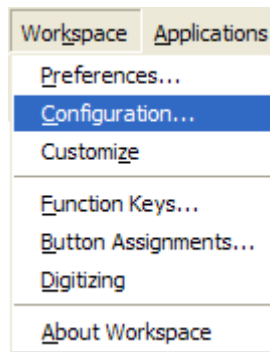 Workspace Applications
Preferences...
Configuration...
Customize
Function Keys...
Button Assignments...
Digitizing
About Workspace